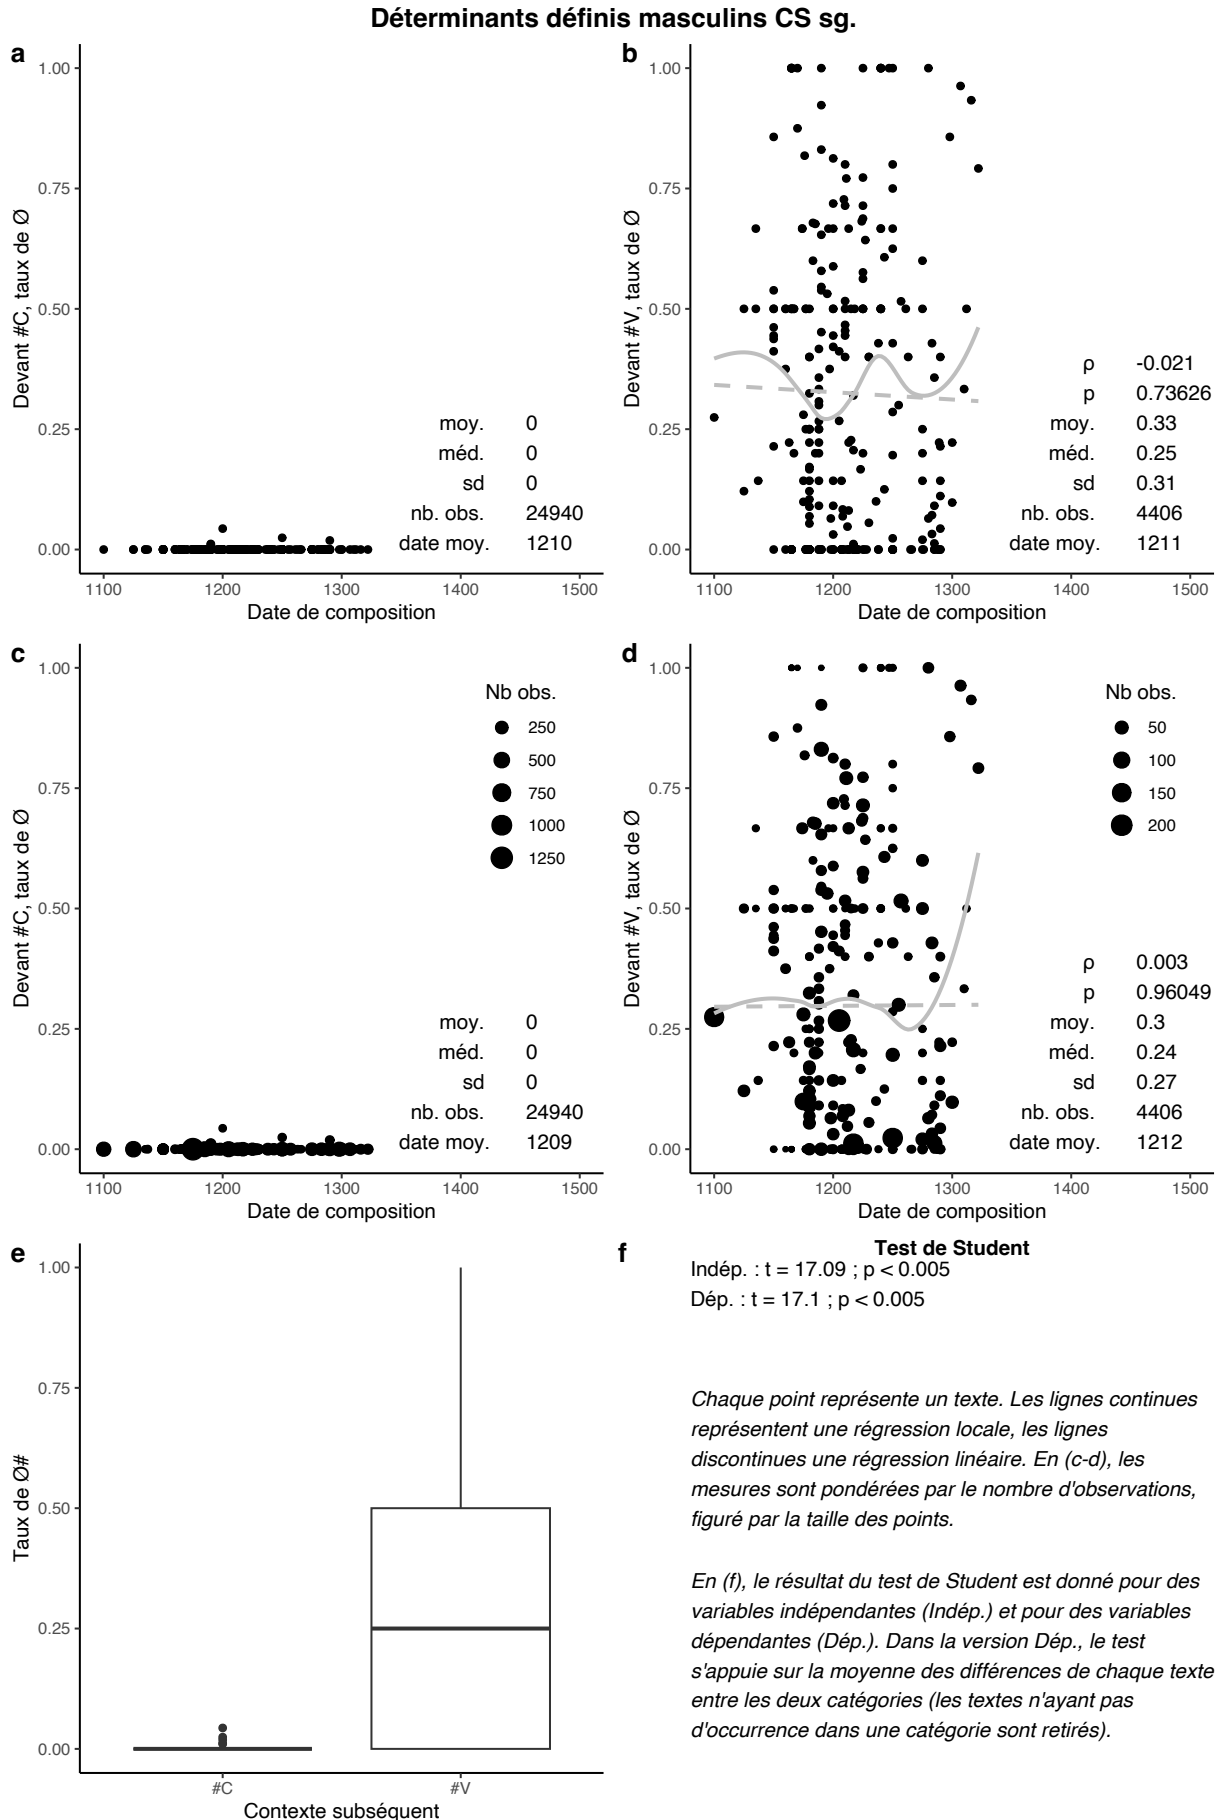 Déterminants définis masculins CS sg.
a
1.00
0.75
0.50
0.25
0.00
Devant #C, taux de Ø
moy. 0
méd. 0
sd 0
nb. obs. 24940
date moy. 1210
1100 1200 1300 1400 1500
Date de composition
b
1.00
0.75
0.50
0.25
0.00
Devant #V, taux de Ø
ρ -0.021
p 0.73626
moy. 0.33
méd. 0.25
sd 0.31
nb. obs. 4406
date moy. 1211
1100 1200 1300 1400 1500
Date de composition
c
1.00
0.75
0.50
0.25
0.00
Devant #C, taux de Ø
Nb obs.
250
500
750
1000
1250
moy. 0
méd. 0
sd 0
nb. obs. 24940
date moy. 1209
1100 1200 1300 1400 1500
Date de composition
d
1.00
0.75
0.50
0.25
0.00
Devant #V, taux de Ø
Nb obs.
50
100
150
200
ρ 0.003
p 0.96049
moy. 0.3
méd. 0.24
sd 0.27
nb. obs. 4406
date moy. 1212
1100 1200 1300 1400 1500
Date de composition
e
1.00
0.75
0.50
0.25
0.00
Taux de Ø#
#C #V
Contexte subséquent
f
Test de Student
Indép. : t = 17.09 ; p < 0.005
Dép. : t = 17.1 ; p < 0.005
Chaque point représente un texte. Les lignes continues
représentent une régression locale, les lignes
discontinues une régression linéaire. En (c-d), les
mesures sont pondérées par le nombre d'observations,
figuré par la taille des points.
En (f), le résultat du test de Student est donné pour des
variables indépendantes (Indép.) et pour des variables
dépendantes (Dép.). Dans la version Dép., le test
s'appuie sur la moyenne des différences de chaque texte
entre les deux catégories (les textes n'ayant pas
d'occurrence dans une catégorie sont retirés).